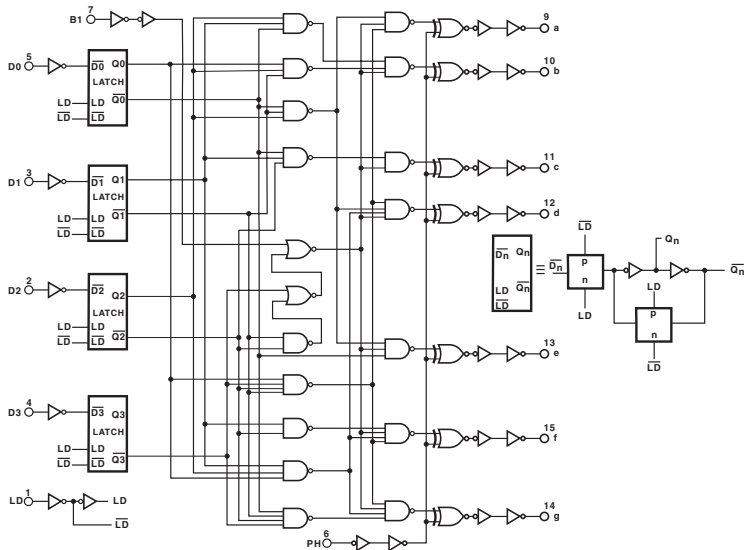 7
B1
9
a
5
D0
D0 Q0
LATCH
LD LD Q0
LD LD
10
b
3
D1
D1 Q1
LATCH
LD LD Q1
LD LD
11
c
12
d
2
D2
D2 Q2
LATCH
LD LD Q2
LD LD
13
e
4
D3
D3 Q3
LATCH
LD LD Q3
LD LD
15
f
1
LD
LD
LD
14
g
6
PH
Dn Qn
LD Qn
LD
≡
Dn
LD
p
n
LD
Qn
Qn
LD
p
n
LD